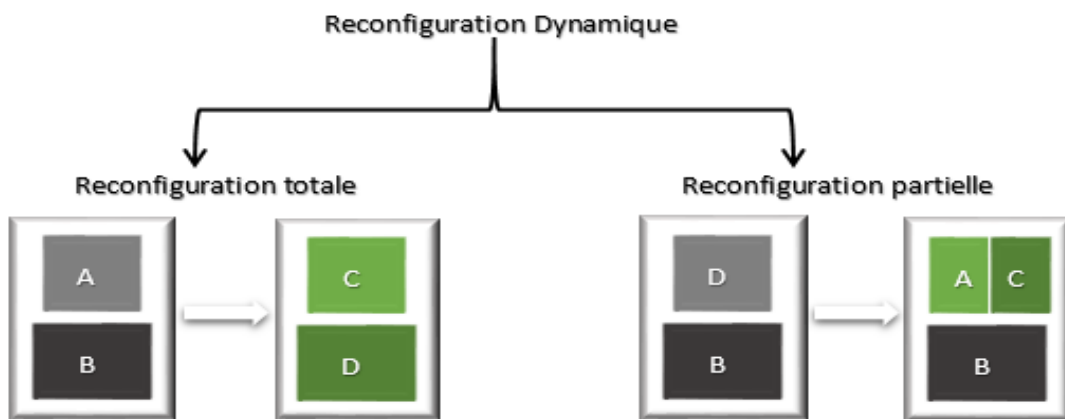 Reconfiguration Dynamique
Reconfiguration totale
Reconfiguration partielle
A
C
D
A
C
B
D
B
B